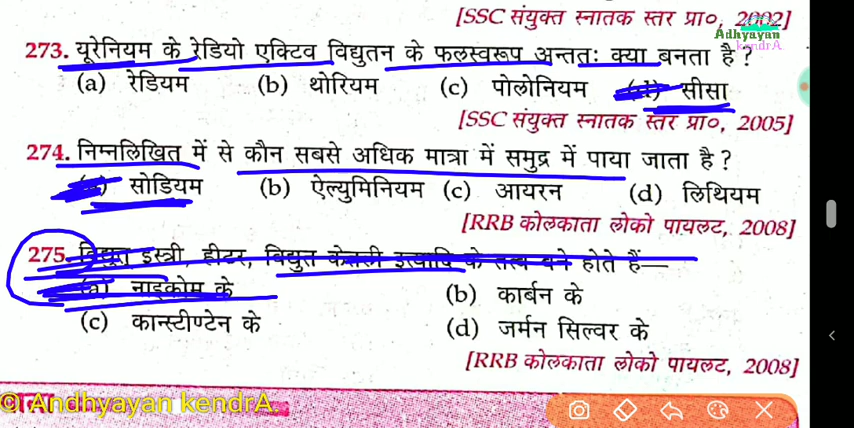 [SSC संयुक्त स्नातक स्तर प्रा०, 2002]
Adhyayan
kendrA
273. यूरेनियम के रेडियो एक्टिव विद्युतन के फलस्वरूप अन्ततः क्या बनता है?
(a) रेडियम (b) थोरियम (c) पोलोनियम (d) सीसा
[SSC संयुक्त स्नातक स्तर प्रा०, 2005]
274. निम्नलिखित में से कौन सबसे अधिक मात्रा में समुद्र में पाया जाता है?
सोडियम (b) ऐल्युमिनियम (c) आयरन (d) लिथियम
[RRB कोलकाता लोको पायलट, 2008]
275. विद्युत इस्त्री, हीटर, विद्युत केतली इत्यादि के तत्व बने होते हैं—
(a) नाइक्रोम के (b) कार्बन के
(c) कान्स्टीण्टेन के (d) जर्मन सिल्वर के
[RRB कोलकाता लोको पायलट, 2008]
© Andhyayan kendrA